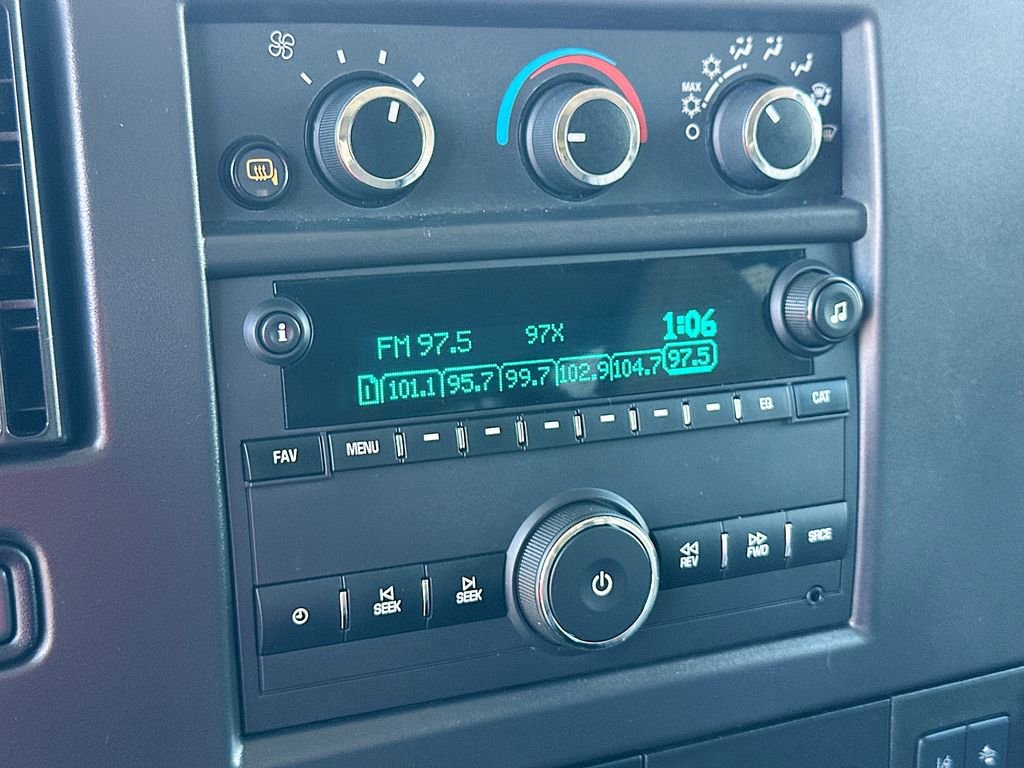 MAX
i
FM 97.5 97X 1:06
1 101.1 95.7 99.7 102.9 104.7 97.5
FAV MENU EQ CAT
SEEK SEEK REV FWD SRCE